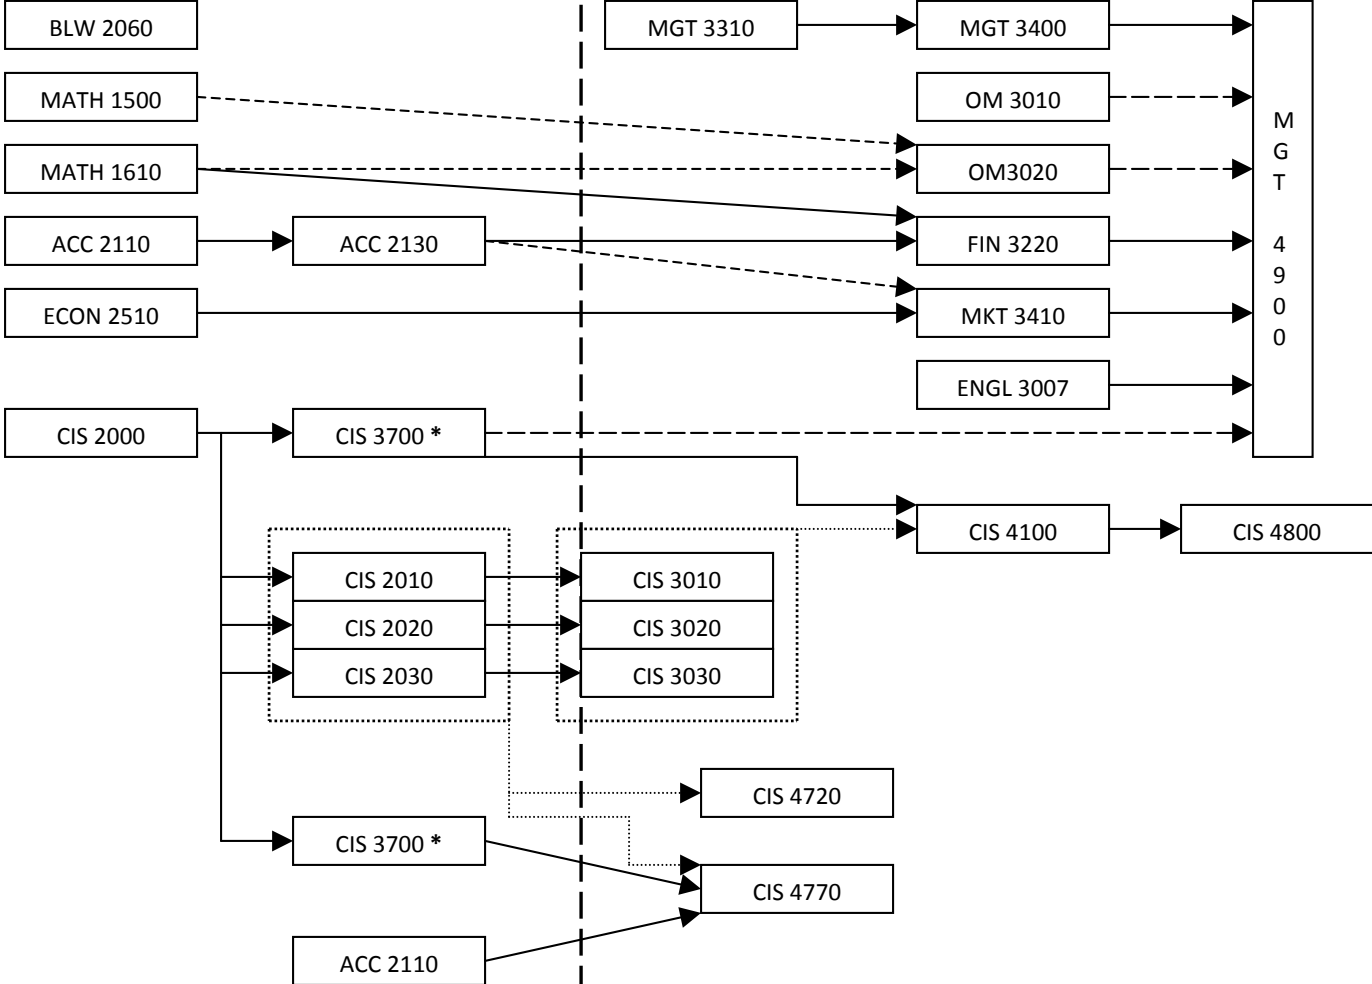 BLW 2060
MGT 3310
MGT 3400
MATH 1500
OM 3010
MATH 1610
OM3020
ACC 2110
ACC 2130
FIN 3220
ECON 2510
MKT 3410
ENGL 3007
M
G
T
4
9
0
0
CIS 2000
CIS 3700 *
CIS 4100
CIS 4800
CIS 2010
CIS 3010
CIS 2020
CIS 3020
CIS 2030
CIS 3030
CIS 4720
CIS 3700 *
CIS 4770
ACC 2110